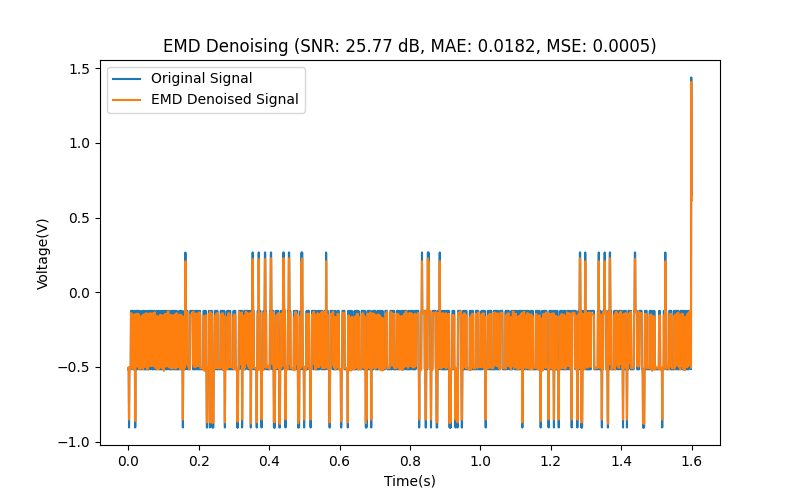 EMD Denoising (SNR: 25.77 dB, MAE: 0.0182, MSE: 0.0005)
Original Signal
EMD Denoised Signal
1.5
1.0
0.5
0.0
−0.5
−1.0
Voltage(V)
0.0 0.2 0.4 0.6 0.8 1.0 1.2 1.4 1.6
Time(s)